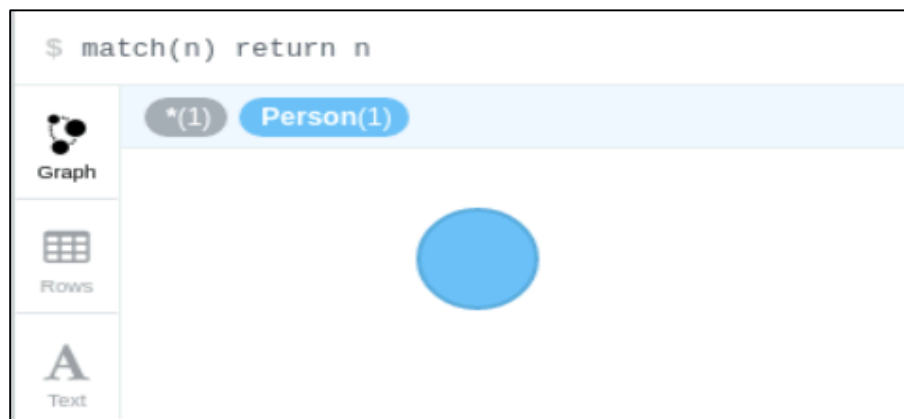 $ match(n) return n
*(1) Person(1)
Graph
Rows
A
Text